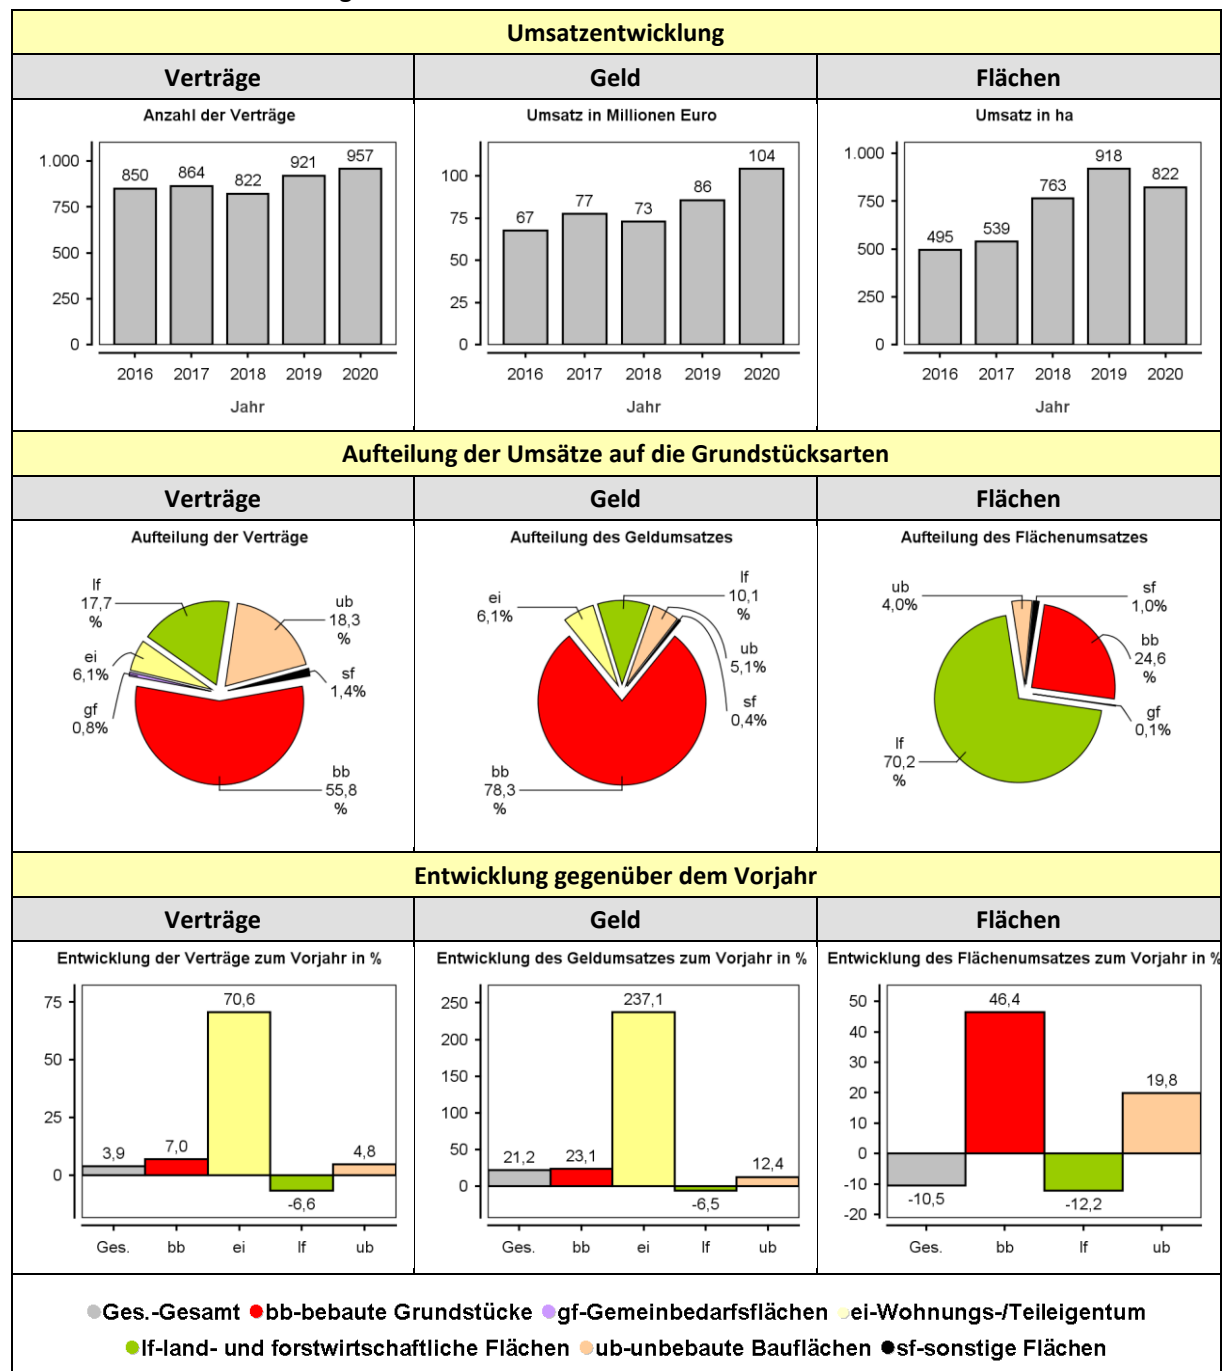 Umsatzentwicklung
Verträge Geld Flächen
Anzahl der Verträge
1.000
750
500
250
0
850 864 822 921 957
2016 2017 2018 2019 2020
Jahr
Umsatz in Millionen Euro
100
75
50
25
0
67 77 73 86 104
2016 2017 2018 2019 2020
Jahr
Umsatz in ha
1.000
750
500
250
0
495 539 763 918 822
2016 2017 2018 2019 2020
Jahr
Aufteilung der Umsätze auf die Grundstücksarten
Verträge Geld Flächen
Aufteilung der Verträge
lf
17,7
%
ub
18,3
%
ei
6,1%
sf
1,4%
gf
0,8%
bb
55,8
%
Aufteilung des Geldumsatzes
ei
6,1%
lf
10,1
%
ub
5,1%
sf
0,4%
bb
78,3
%
Aufteilung des Flächenumsatzes
ub
4,0%
sf
1,0%
bb
24,6
%
gf
0,1%
lf
70,2
%
Entwicklung gegenüber dem Vorjahr
Verträge Geld Flächen
Entwicklung der Verträge zum Vorjahr in %
75
50
25
0
3,9 7,0 70,6 -6,6 4,8
Ges. bb ei lf ub
Entwicklung des Geldumsatzes zum Vorjahr in %
250
200
150
100
50
0
21,2 23,1 237,1 -6,5 12,4
Ges. bb ei lf ub
Entwicklung des Flächenumsatzes zum Vorjahr in %
50
40
30
20
10
0
-10
-20
-10,5 46,4 -12,2 19,8
Ges. bb lf ub
Ges.-Gesamt bb-bebaute Grundstücke gf-Gemeinbedarfsflächen ei-Wohnungs-/Teileigentum
lf-land- und forstwirtschaftliche Flächen ub-unbebaute Bauflächen sf-sonstige Flächen